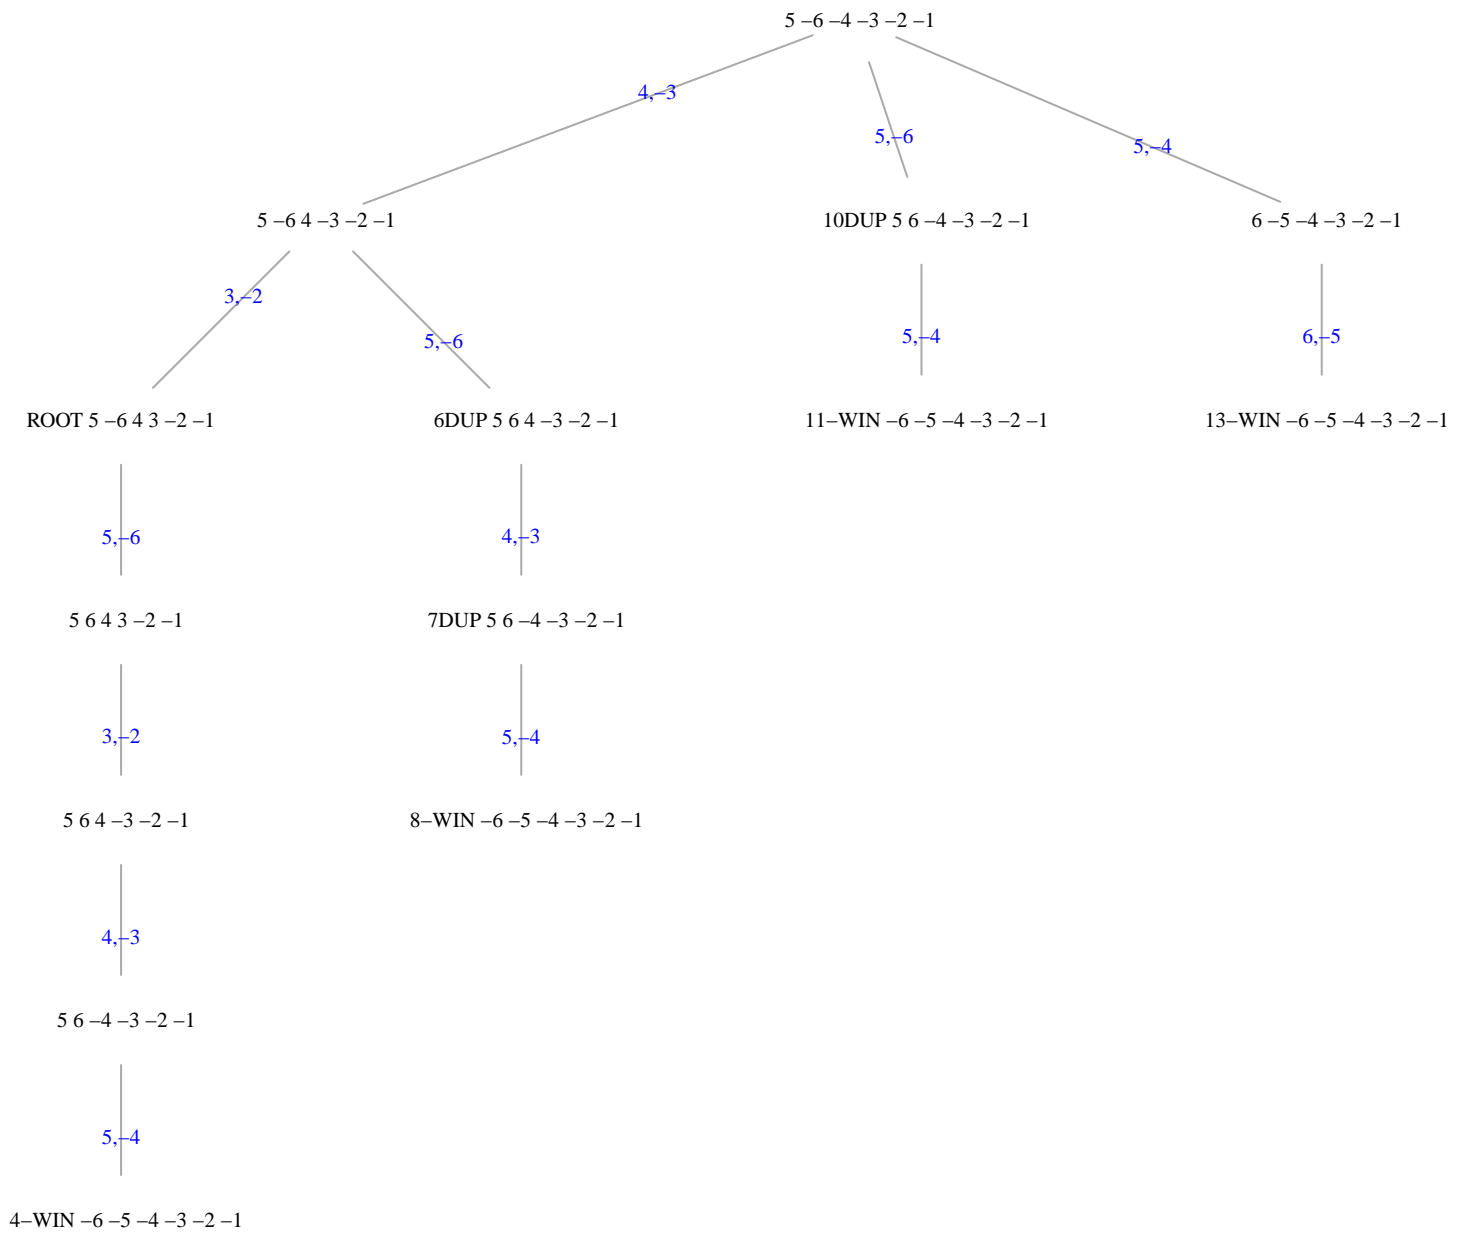 5 –6 –4 –3 –2 –1
4,–3
5,–6
5,–4
5 –6 4 –3 –2 –1
10DUP 5 6 –4 –3 –2 –1
6 –5 –4 –3 –2 –1
3,–2
5,–6
5,–4
6,–5
ROOT 5 –6 4 3 –2 –1
6DUP 5 6 4 –3 –2 –1
11–WIN –6 –5 –4 –3 –2 –1
13–WIN –6 –5 –4 –3 –2 –1
5,–6
4,–3
5 6 4 3 –2 –1
7DUP 5 6 –4 –3 –2 –1
3,–2
5,–4
5 6 4 –3 –2 –1
8–WIN –6 –5 –4 –3 –2 –1
4,–3
5 6 –4 –3 –2 –1
5,–4
4–WIN –6 –5 –4 –3 –2 –1